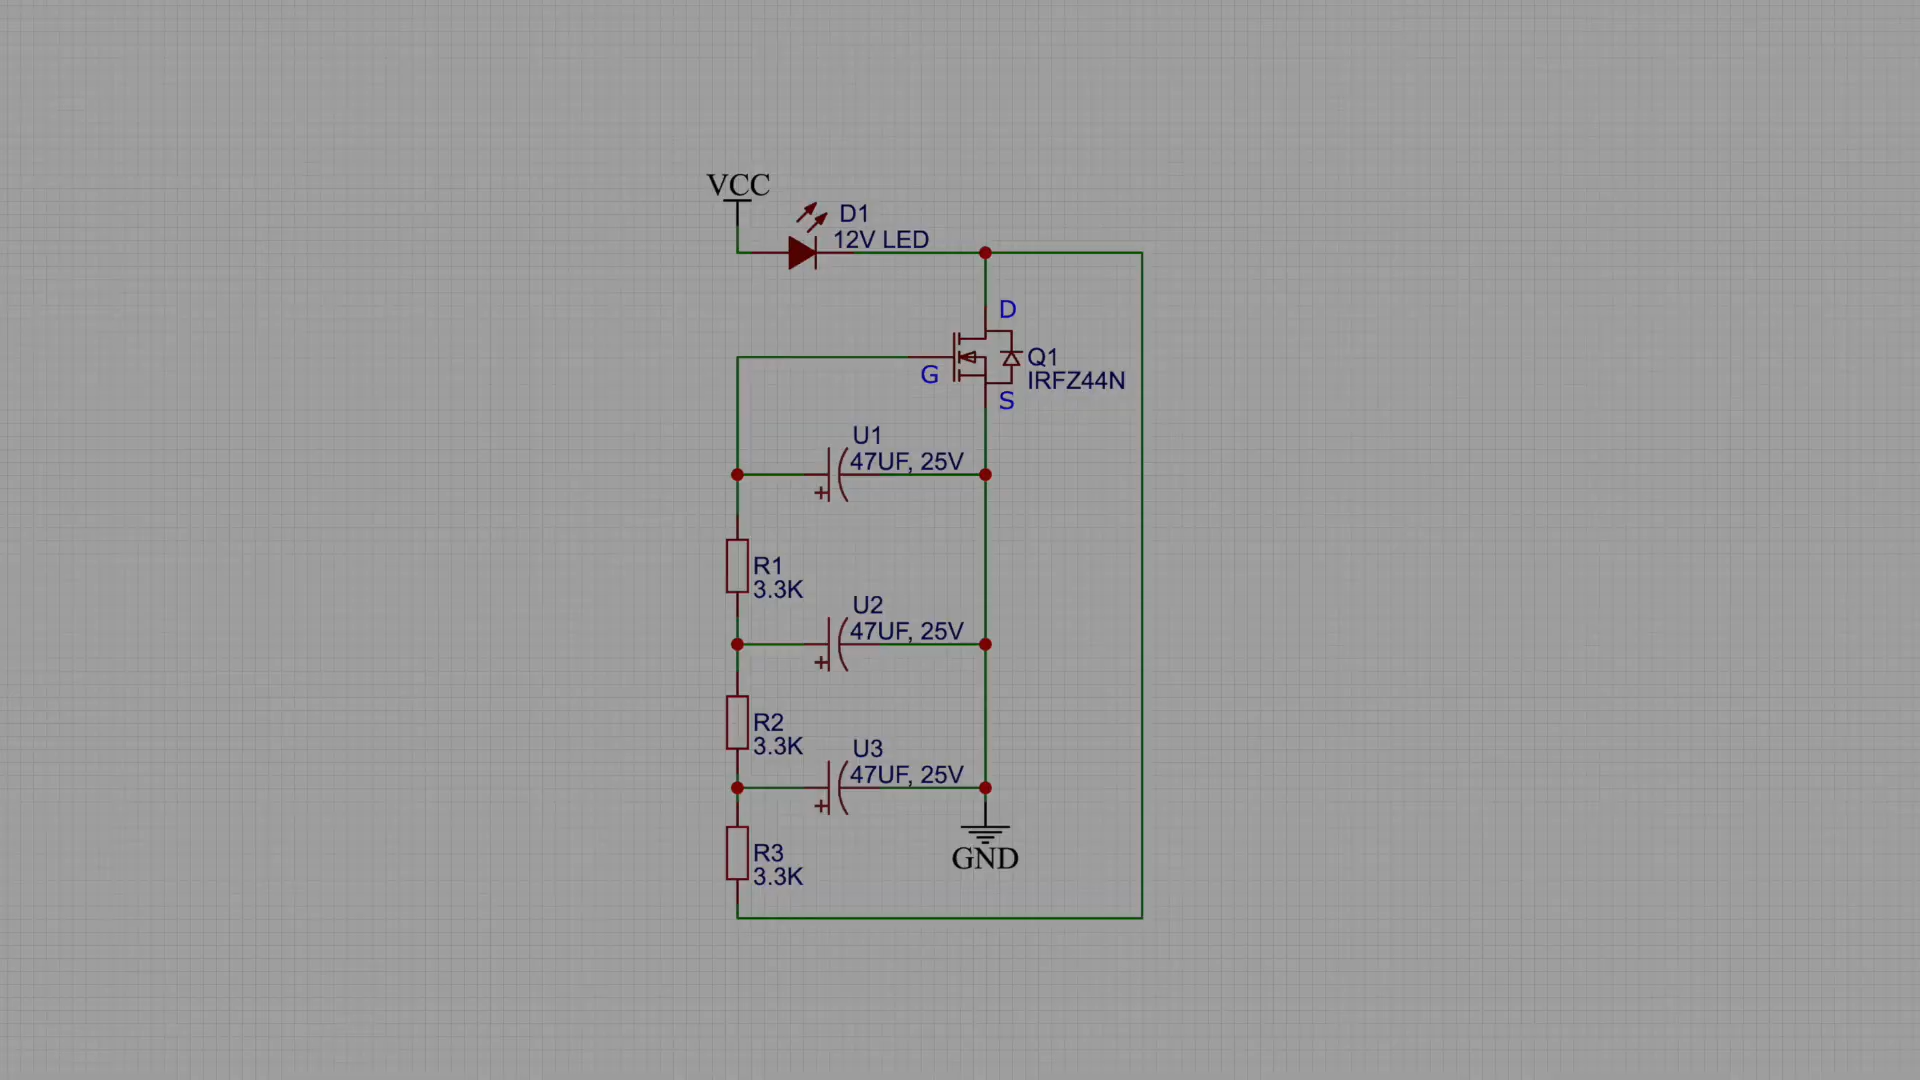 VCC
D1
12V LED
D
Q1
G
IRFZ44N
S
U1
47UF, 25V
+
R1
3.3K
U2
47UF, 25V
+
R2
3.3K
U3
47UF, 25V
+
R3
3.3K
GND